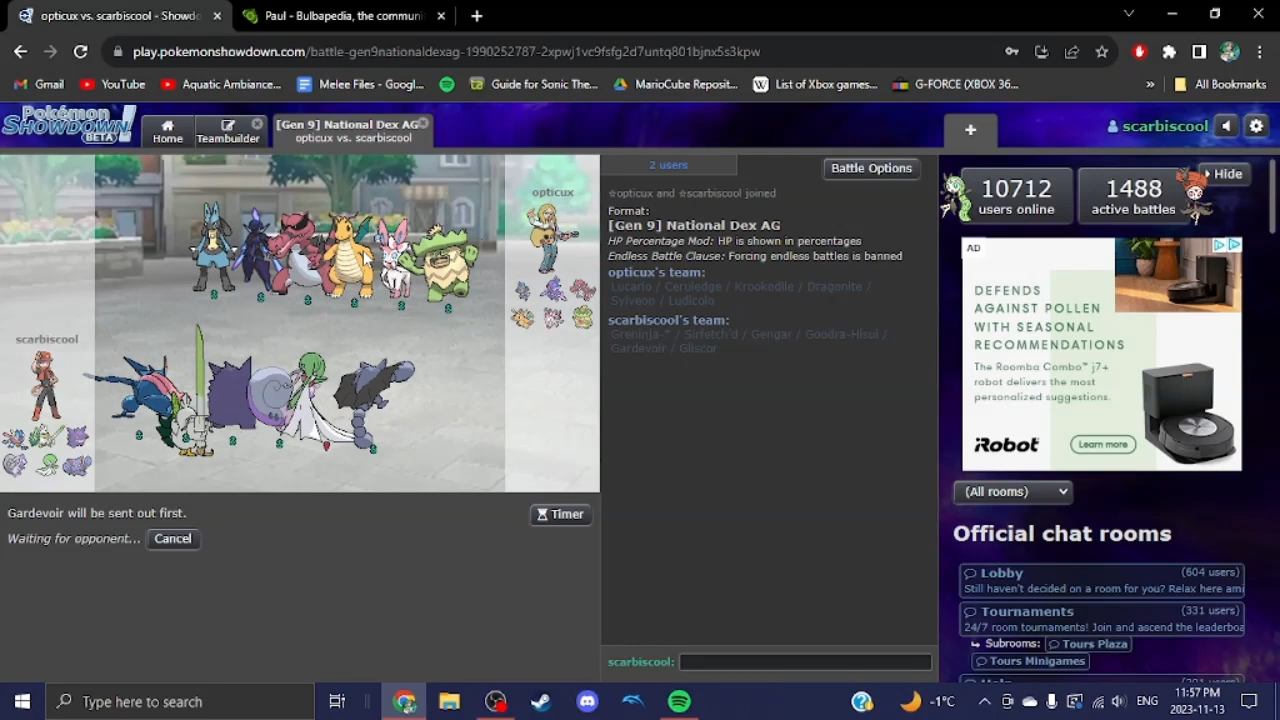 opticux vs. scarbiscool - Showdo
Paul - Bulbapedia, the communi
play.pokemonshowdown.com/battle-gen9nationaldexag-1990252787-2xpwj1vc9fsfg2d7untq801bjnx5s3kpw
Gmail
YouTube
Aquatic Ambiance...
Melee Files - Googl...
Guide for Sonic The...
MarioCube Reposit...
List of Xbox games...
G-FORCE (XBOX 36...
All Bookmarks
Pokémon
SHOWDOWN!
BETA
Home
Teambuilder
[Gen 9] National Dex AG
opticux vs. scarbiscool
scarbiscool
opticux
scarbiscool
2 users
Battle Options
☆opticux and ☆scarbiscool joined
Format:
[Gen 9] National Dex AG
HP Percentage Mod: HP is shown in percentages
Endless Battle Clause: Forcing endless battles is banned
opticux's team:
Lucario / Ceruledge / Krookodile / Dragonite /
Sylveon / Ludicolo
scarbiscool's team:
Greninja-* / Sirfetch'd / Gengar / Goodra-Hisui /
Gardevoir / Gliscor
Gardevoir will be sent out first.
Timer
Waiting for opponent...
Cancel
scarbiscool:
10712
users online
1488
active battles
Hide
AD
DEFENDS
AGAINST POLLEN
WITH SEASONAL
RECOMMENDATIONS
The Roomba Combo™ j7+
robot delivers the most
personalized suggestions.
iRobot
Learn more
(All rooms)
Official chat rooms
Lobby
(604 users)
Still haven't decided on a room for you? Relax here ami
Tournaments
(331 users)
24/7 room tournaments! Join and ascend the leaderboa
Subrooms:
Tours Plaza
Tours Minigames
Type here to search
-1°C
ENG
11:57 PM
2023-11-13